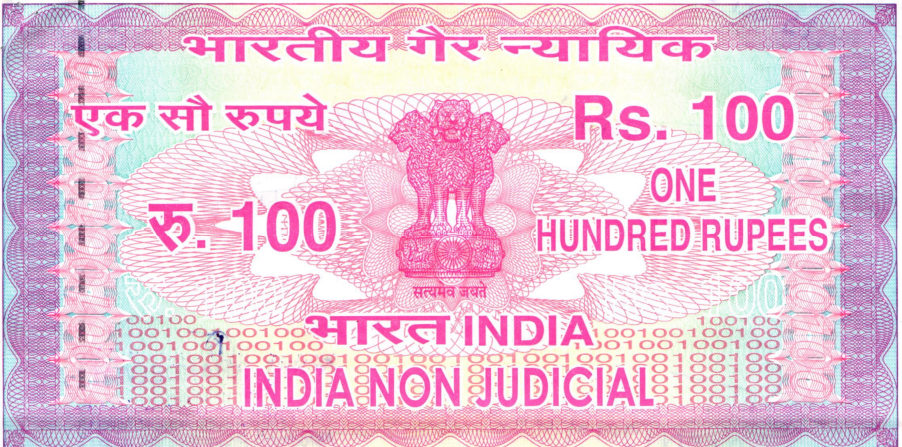 भारतीय गैर न्यायिक
एक सौ रुपये
Rs. 100
रु. 100
ONE
HUNDRED RUPEES
सत्यमेव जयते
भारत INDIA
INDIA NON JUDICIAL